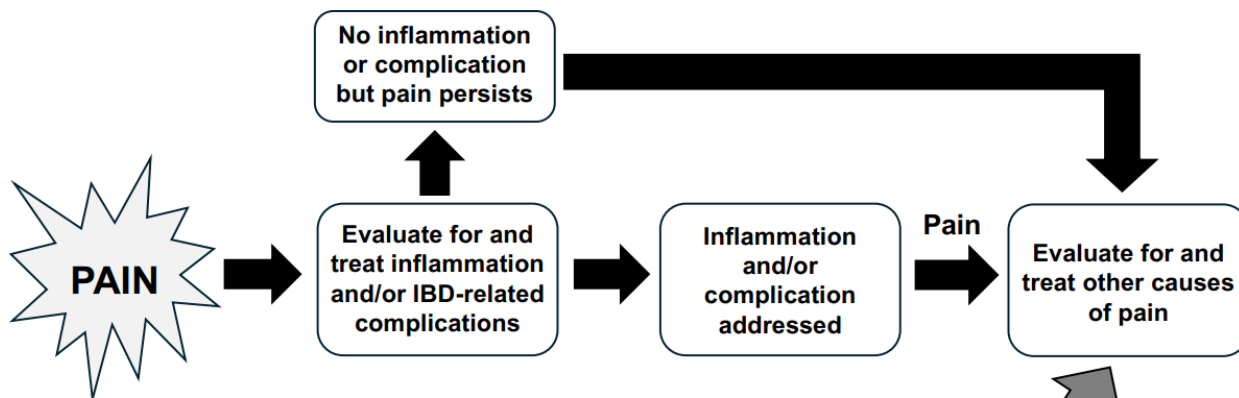 No inflammation
or complication
but pain persists
PAIN
Evaluate for and
treat inflammation
and/or IBD-related
complications
Inflammation
and/or
complication
addressed
Pain
Evaluate for and
treat other causes
of pain